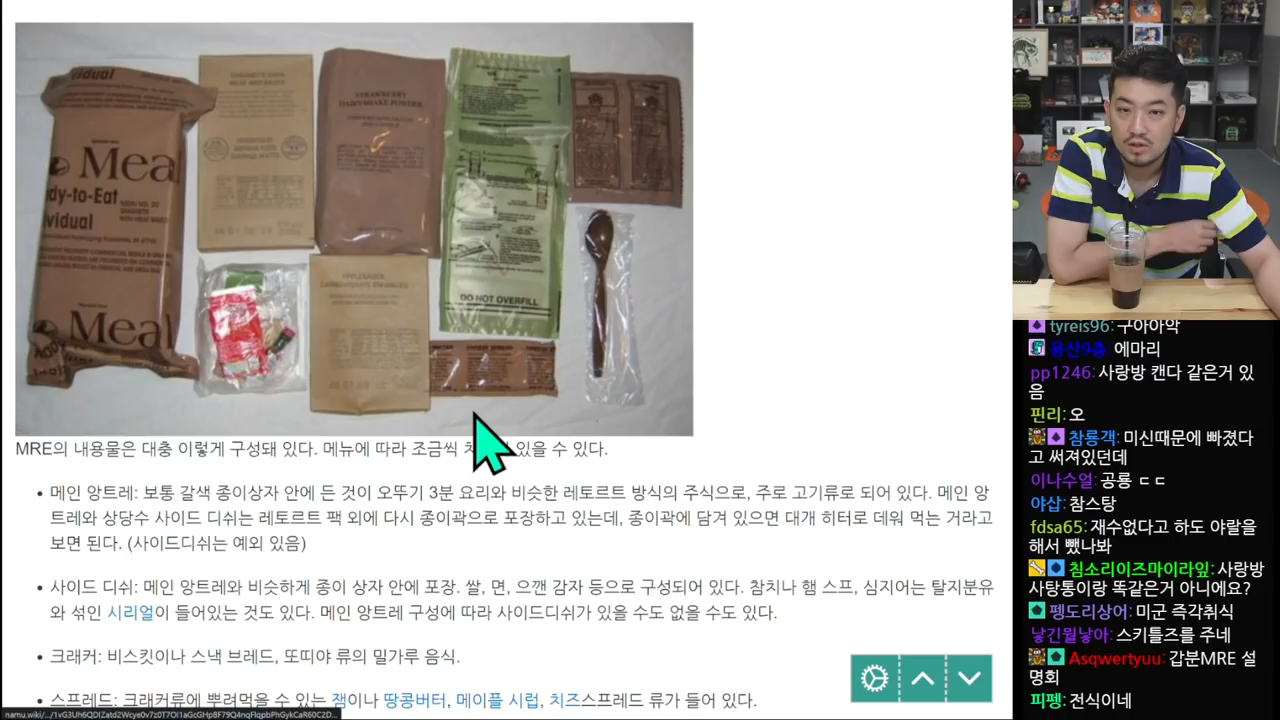 Meal
Ready-to-Eat
Individual
STRAWBERRY
DAIRYSHAKE POWDER
APPLESAUCE
CARBOHYDRATE ENHANCED
DO NOT OVERFILL
Meal
MRE의 내용물은 대충 이렇게 구성돼 있다. 메뉴에 따라 조금씩 있을 수 있다.
메인 앙트레: 보통 갈색 종이상자 안에 든 것이 오뚜기 3분 요리와 비슷한 레토르트 방식의 주식으로, 주로 고기류로 되어 있다. 메인 앙
트레와 상당수 사이드 디쉬는 레토르트 팩 외에 다시 종이곽으로 포장하고 있는데, 종이곽에 담겨 있으면 대개 히터로 데워 먹는 거라고
보면 된다. (사이드디쉬는 예외 있음)
사이드 디쉬: 메인 앙트레와 비슷하게 종이상자 안에 포장. 쌀, 면, 으깬 감자 등으로 구성되어 있다. 참치나 햄 스프, 심지어는 탈지분유
와 섞인 시리얼이 들어있는 것도 있다. 메인 앙트레 구성에 따라 사이드디쉬가 있을 수도 없을 수도 있다.
크래커: 비스킷이나 스낵 브레드, 또띠야 류의 밀가루 음식.
스프레드: 크래커류에 뿌려먹을 수 있는 잼이나 땅콩버터, 메이플 시럽, 치즈스프레드 류가 들어 있다.
tyreis96: 구아아악
용산9층: 에마리
pp1246: 사랑방 캔다 같은거 있
음
핀리: 오
참룡객: 미신때문에 빠졌다
고 써져있던데
이나수얼: 공룡 ㄷㄷ
야삽: 참스탕
fdsa65: 재수없다고 하도 야랄을
해서 뺐나봐
침소리이즈마이라잎: 사랑방
사탕통이랑 똑같은거 아니에요?
펭도리상어: 미군 즉각취식
낳긴뭘낳아: 스키틀즈를 주네
Asqwertyuu: 갑분MRE 설
명회
피펭: 전식이네